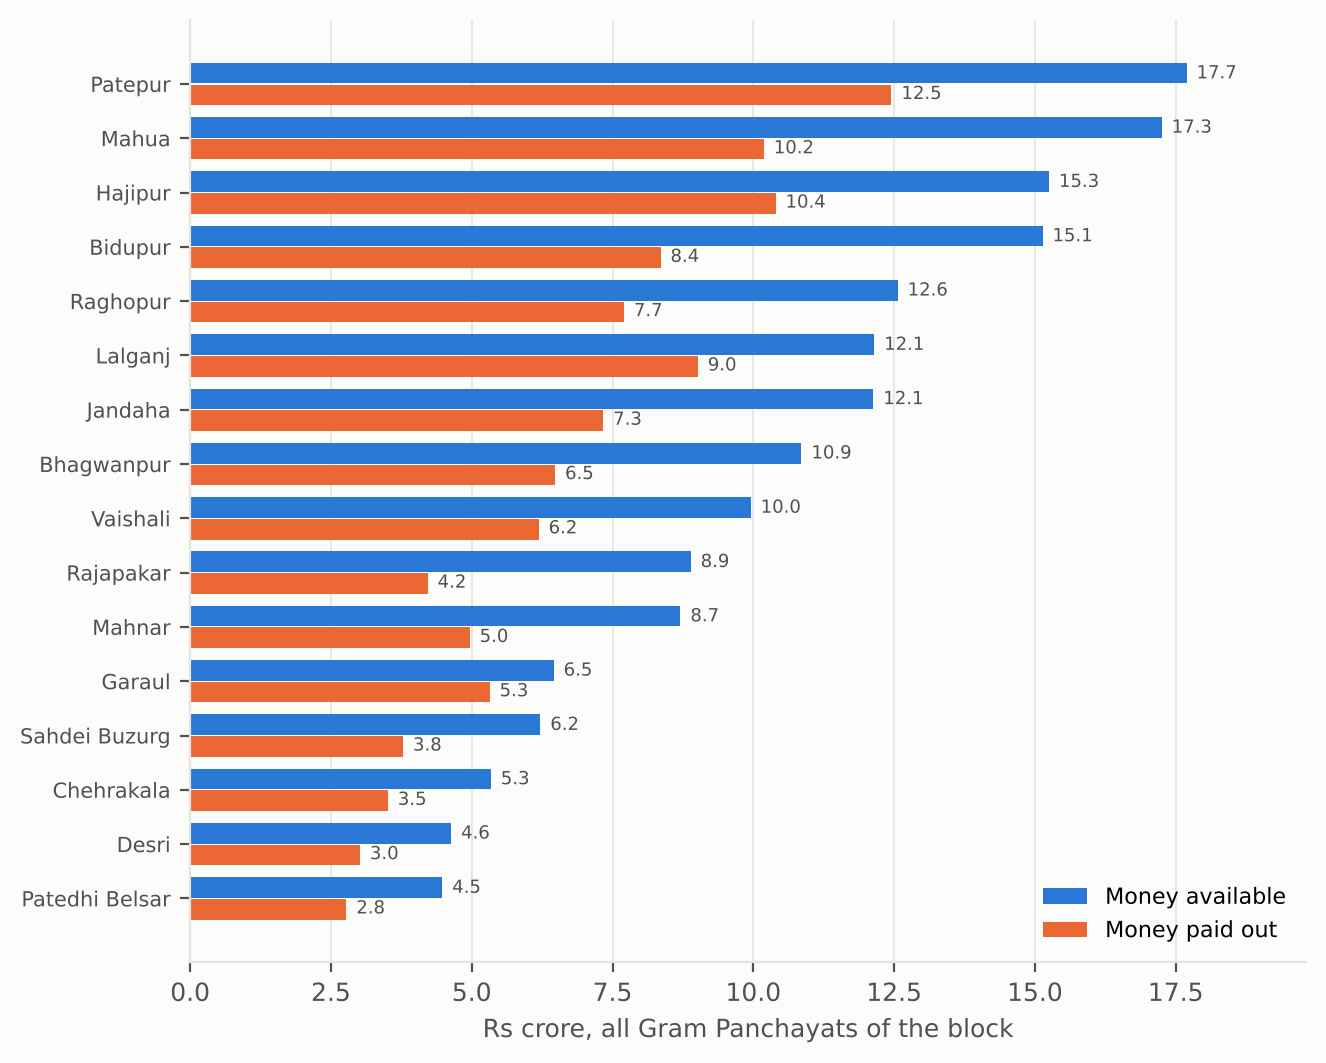 Patepur 17.7
12.5
Mahua 17.3
10.2
Hajipur 15.3
10.4
Bidupur 15.1
8.4
Raghopur 12.6
7.7
Lalganj 12.1
9.0
Jandaha 12.1
7.3
Bhagwanpur 10.9
6.5
Vaishali 10.0
6.2
Rajapakar 8.9
4.2
Mahnar 8.7
5.0
Garaul 6.5
5.3
Sahdei Buzurg 6.2
3.8
Chehrakala 5.3
3.5
Desri 4.6
3.0
Patedhi Belsar 4.5
2.8
Money available
Money paid out
0.0 2.5 5.0 7.5 10.0 12.5 15.0 17.5
Rs crore, all Gram Panchayats of the block